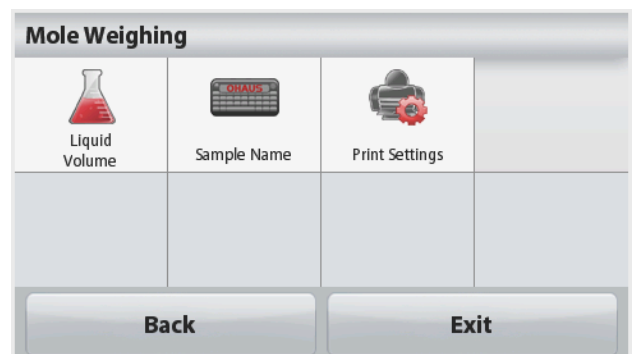 Mole Weighing
OHAUS
Liquid
Volume
Sample Name
Print Settings
Back
Exit